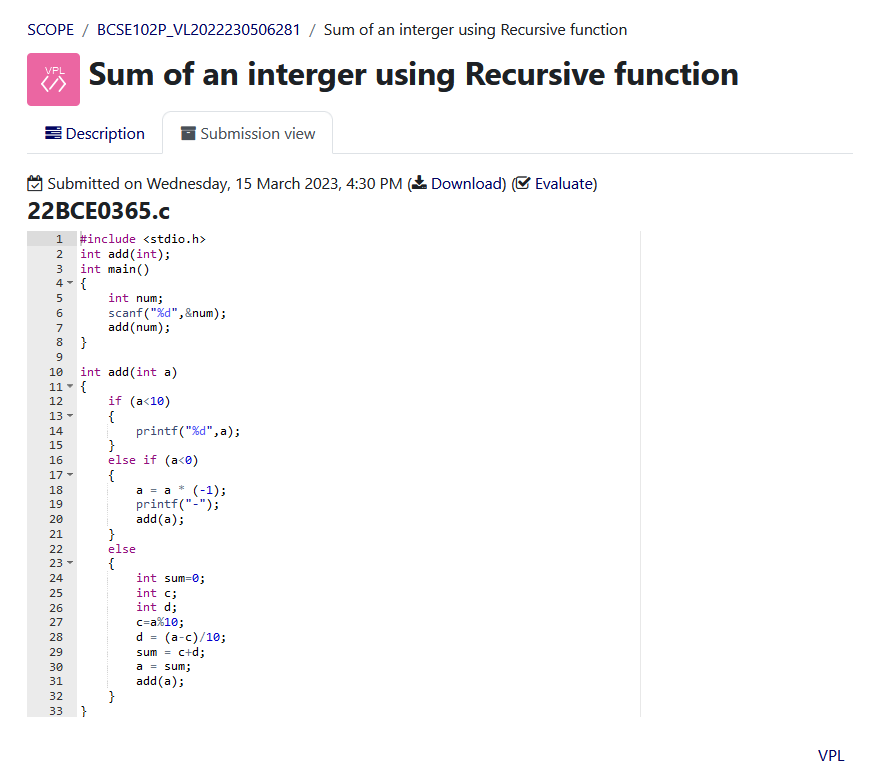 SCOPE / BCSE102P_VL2022230506281 / Sum of an interger using Recursive function
VPL
Sum of an interger using Recursive function
Description
Submission view
Submitted on Wednesday, 15 March 2023, 4:30 PM (Download) (Evaluate)
22BCE0365.c
1 #include <stdio.h>
2 int add(int);
3 int main()
4 {
5     int num;
6     scanf("%d",&num);
7     add(num);
8 }
9
10 int add(int a)
11 {
12     if (a<10)
13     {
14         printf("%d",a);
15     }
16     else if (a<0)
17     {
18         a = a * (-1);
19         printf("-");
20         add(a);
21     }
22     else
23     {
24         int sum=0;
25         int c;
26         int d;
27         c=a%10;
28         d = (a-c)/10;
29         sum = c+d;
30         a = sum;
31         add(a);
32     }
33 }
VPL